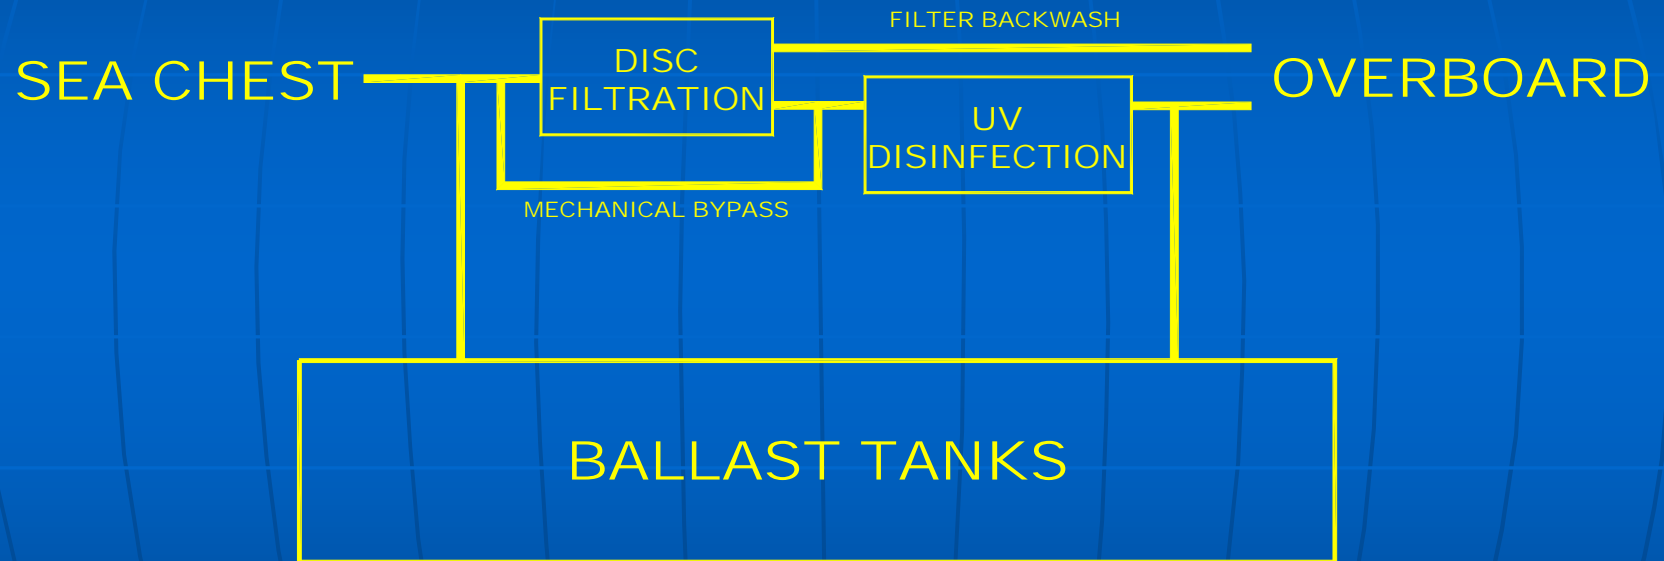 FILTER BACKWASH
SEA CHEST
DISC
FILTRATION
OVERBOARD
UV
DISINFECTION
MECHANICAL BYPASS
BALLAST TANKS